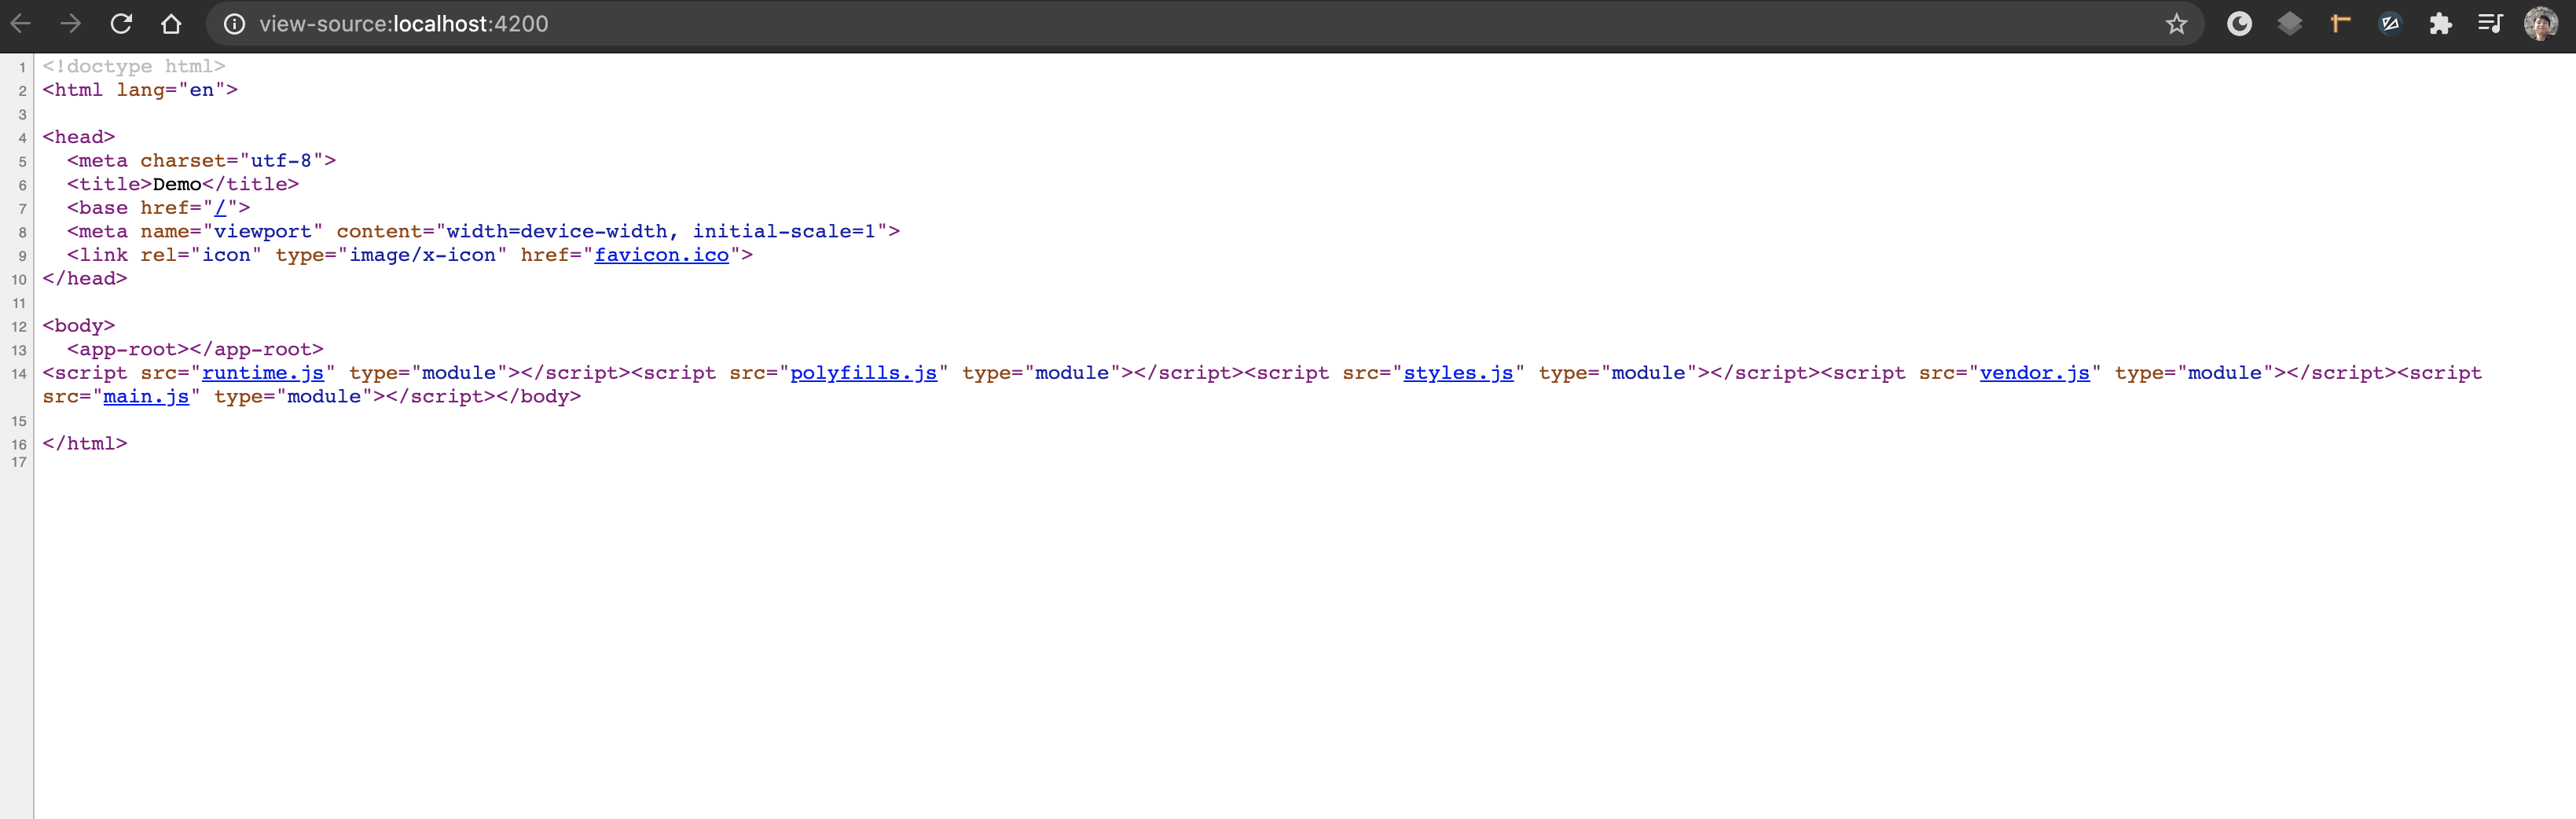 view-source:localhost:4200
1 <!doctype html>
2 <html lang="en">
3
4 <head>
5   <meta charset="utf-8">
6   <title>Demo</title>
7   <base href="/">
8   <meta name="viewport" content="width=device-width, initial-scale=1">
9   <link rel="icon" type="image/x-icon" href="favicon.ico">
10 </head>
11
12 <body>
13   <app-root></app-root>
14 <script src="runtime.js" type="module"></script><script src="polyfills.js" type="module"></script><script src="styles.js" type="module"></script><script src="vendor.js" type="module"></script><script
src="main.js" type="module"></script></body>
15
16 </html>
17